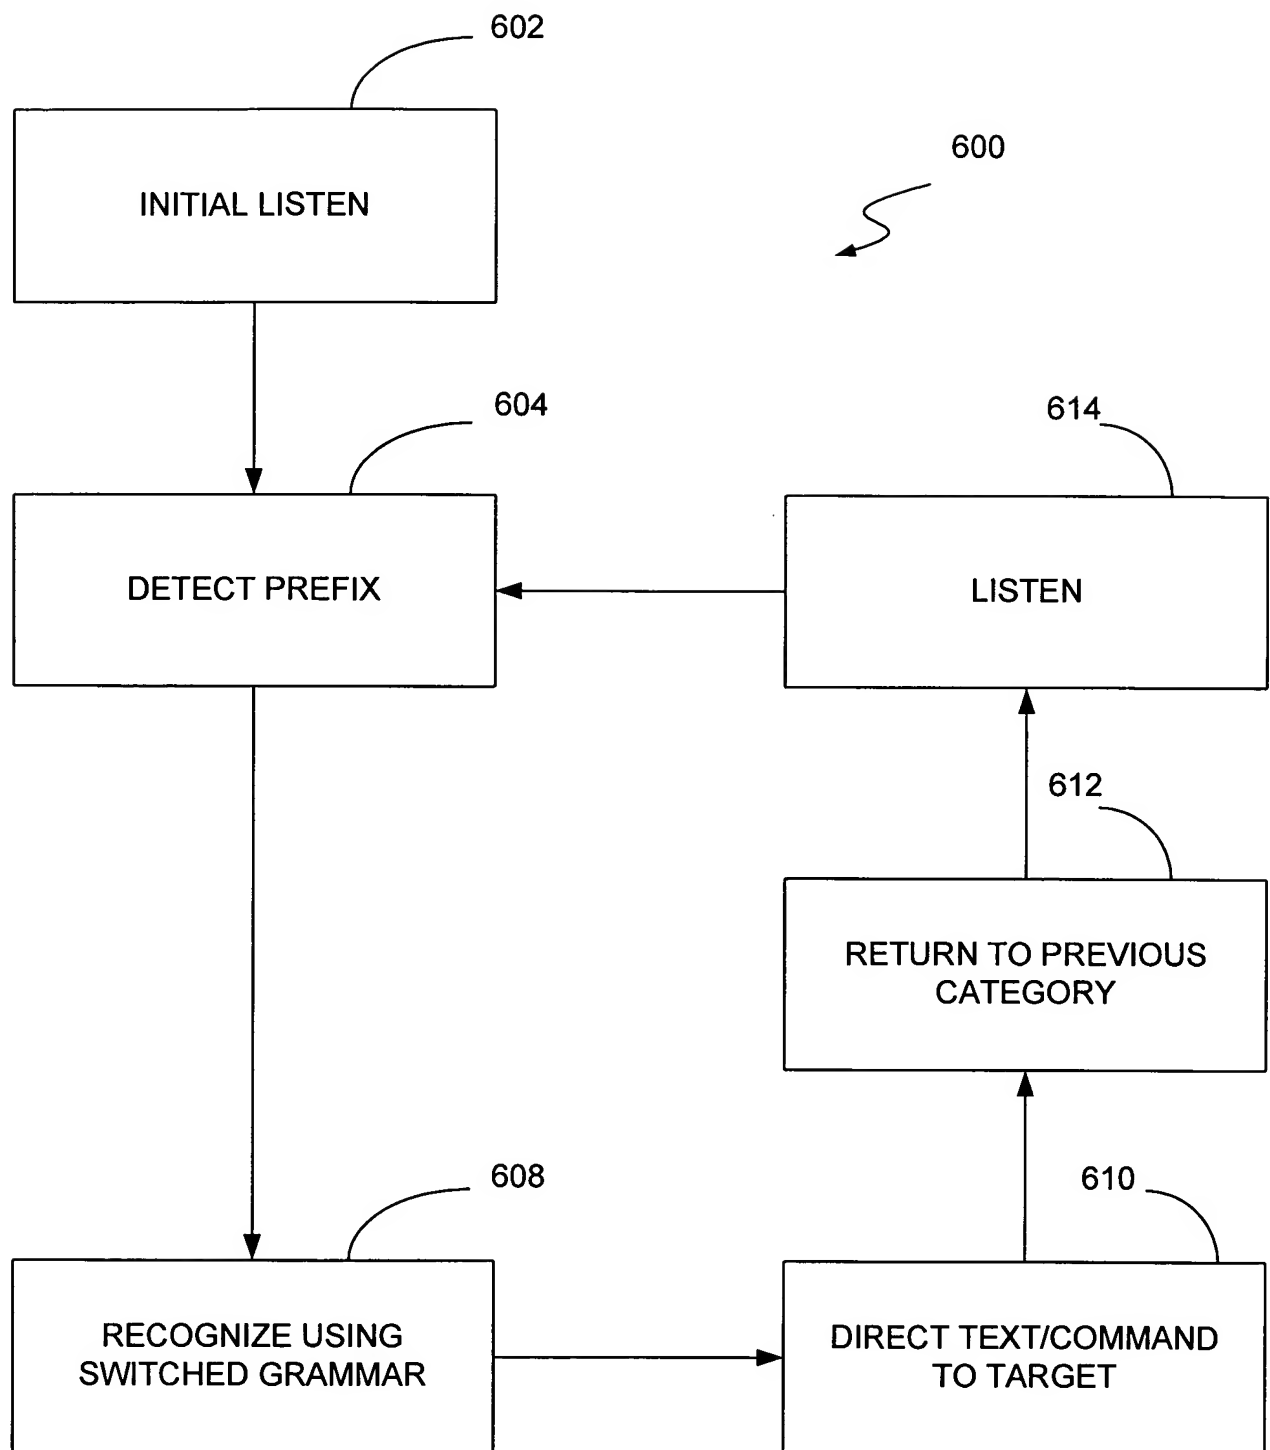 602
INITIAL LISTEN
600
604
DETECT PREFIX
614
LISTEN
612
RETURN TO PREVIOUS
CATEGORY
608
RECOGNIZE USING
SWITCHED GRAMMAR
610
DIRECT TEXT/COMMAND
TO TARGET